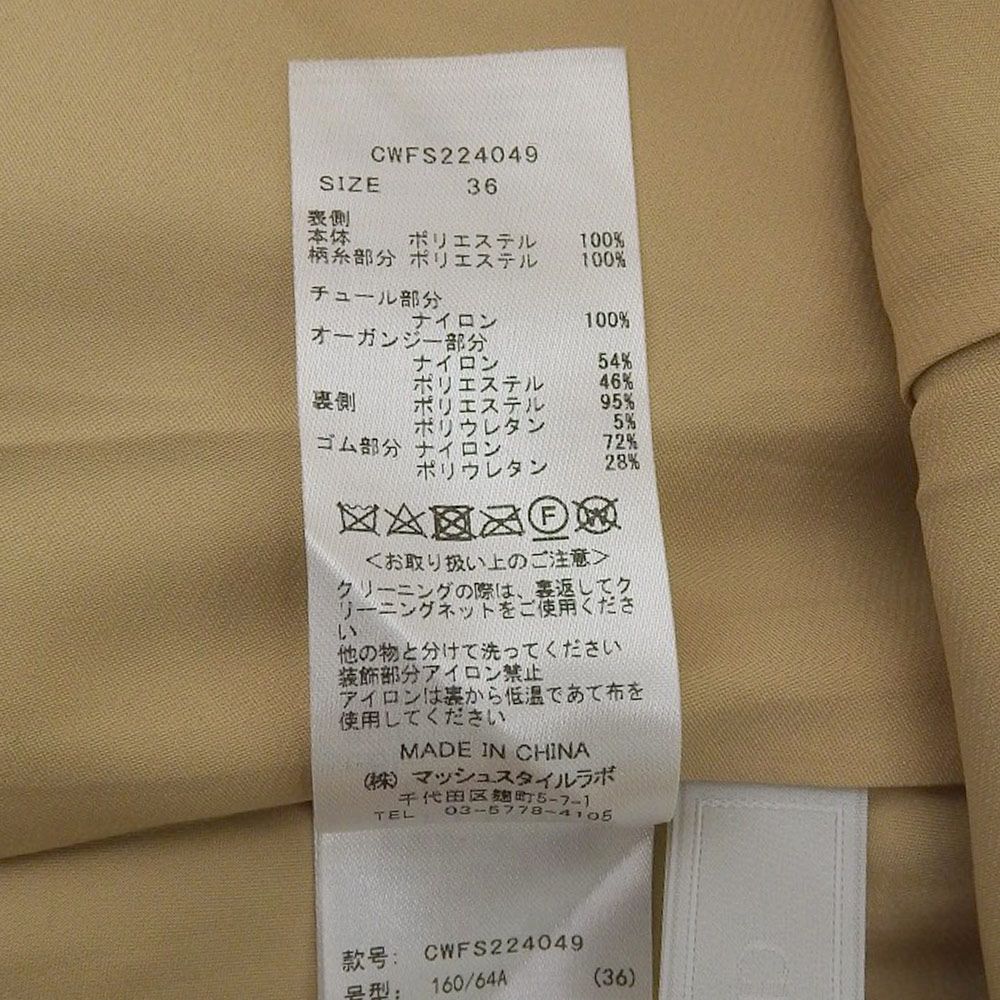 CWFS224049
SIZE 36
表側
本体 ポリエステル 100%
柄糸部分 ポリエステル 100%
チュール部分
ナイロン 100%
オーガンジー部分
ナイロン 54%
ポリエステル 46%
裏側 ポリエステル 95%
ポリウレタン 5%
ゴム部分 ナイロン 72%
ポリウレタン 28%
F W
<お取り扱い上のご注意>
クリーニングの際は、裏返してク
リーニングネットをご使用くださ
い
他の物と分けて洗ってください
装飾部分アイロン禁止
アイロンは裏から低温であて布を
使用してください
MADE IN CHINA
(株) マッシュスタイルラボ
千代田区麹町5-7-1
TEL 03-5778-4105
款号: CWFS224049
号型: 160/64A (36)